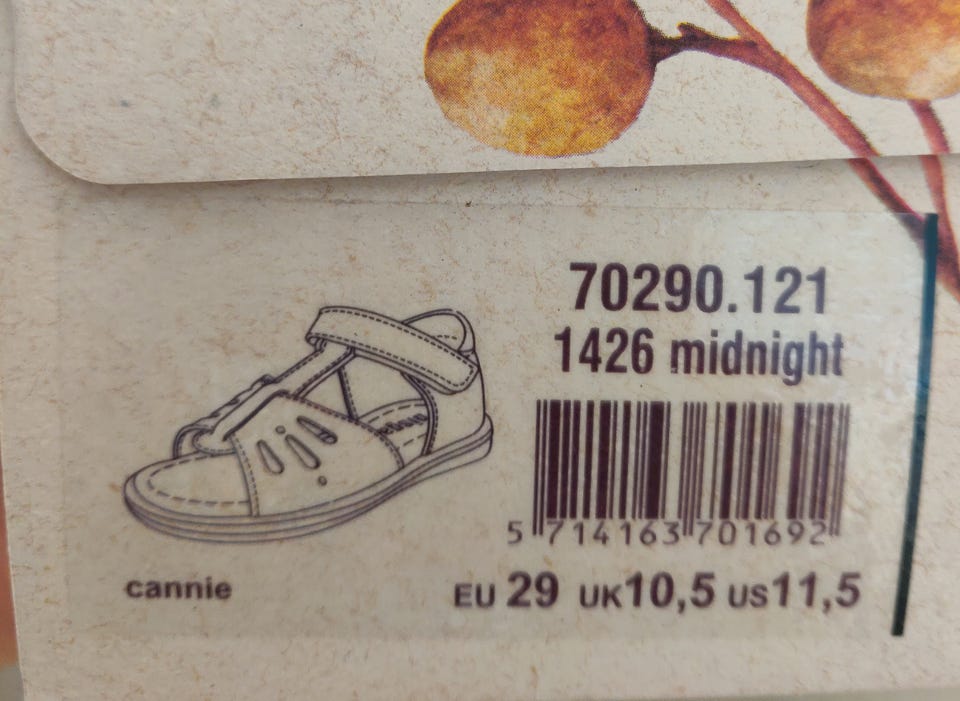 70290.121
1426 midnight
5 714163 701692
cannie
EU 29 UK10,5 US11,5